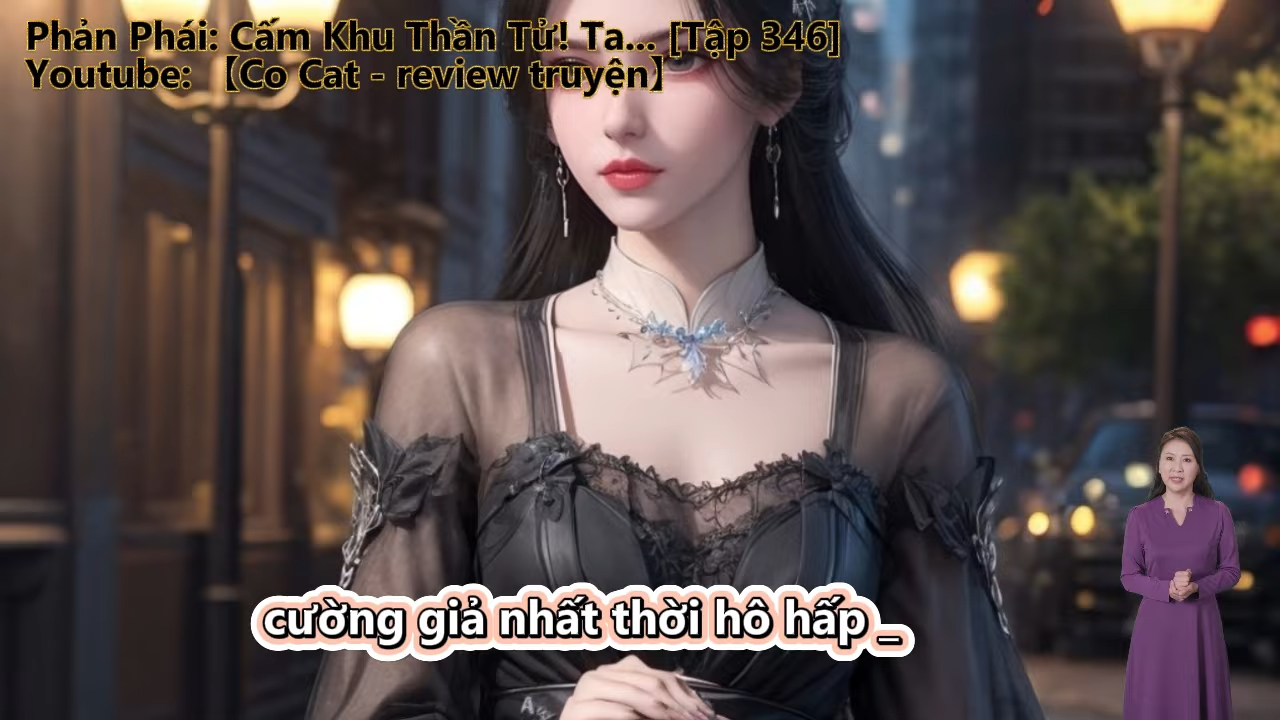 Phản Phái: Cấm Khu Thần Tử! Ta... [Tập 346]
Youtube: 【Co Cat - review truyện】
cường giả nhất thời hô hấp _